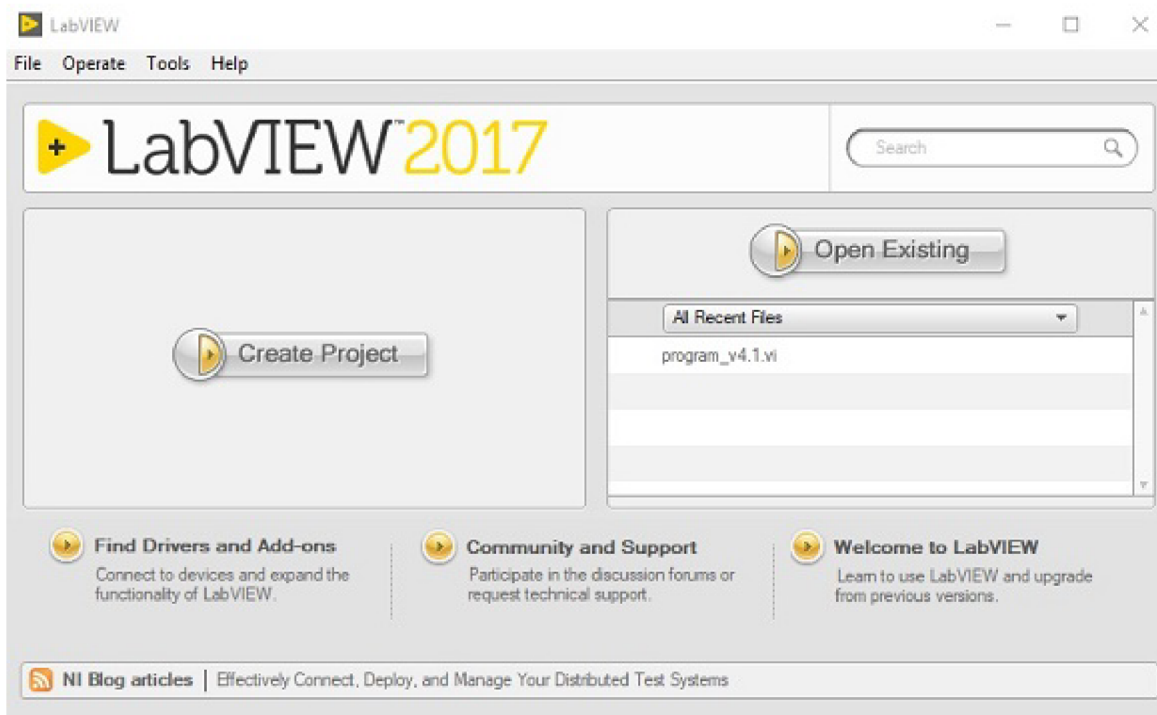 LabVIEW
File Operate Tools Help
LabVIEW™ 2017
Search
Create Project
Open Existing
All Recent Files
program_v4.1.vi
Find Drivers and Add-ons
Connect to devices and expand the
functionality of LabVIEW.
Community and Support
Participate in the discussion forums or
request technical support.
Welcome to LabVIEW
Learn to use LabVIEW and upgrade
from previous versions.
NI Blog articles | Effectively Connect, Deploy, and Manage Your Distributed Test Systems